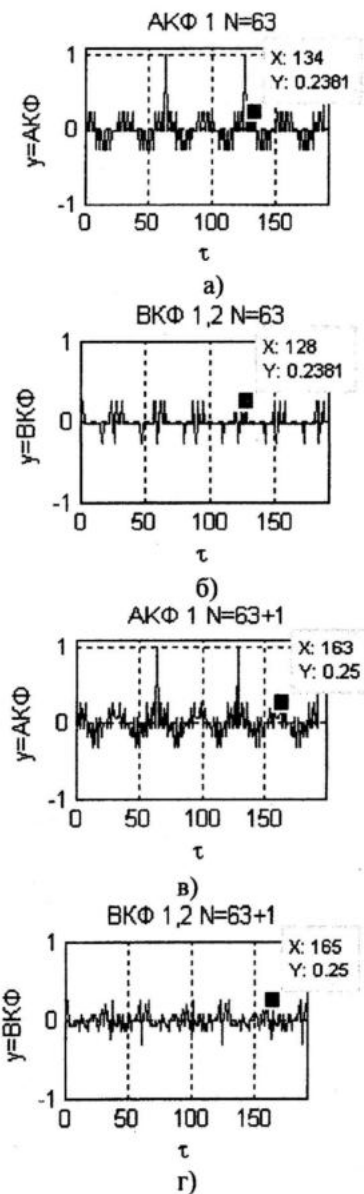 АКФ 1 N=63
X: 134
Y: 0.2381
y=АКФ
1
0
-1
0 50 100 150
τ
а)
ВКФ 1,2 N=63
X: 128
Y: 0.2381
y=ВКФ
1
0
-1
0 50 100 150
τ
б)
АКФ 1 N=63+1
X: 163
Y: 0.25
y=АКФ
1
0
-1
0 50 100 150
τ
в)
ВКФ 1,2 N=63+1
X: 165
Y: 0.25
y=ВКФ
1
0
-1
0 50 100 150
τ
г)